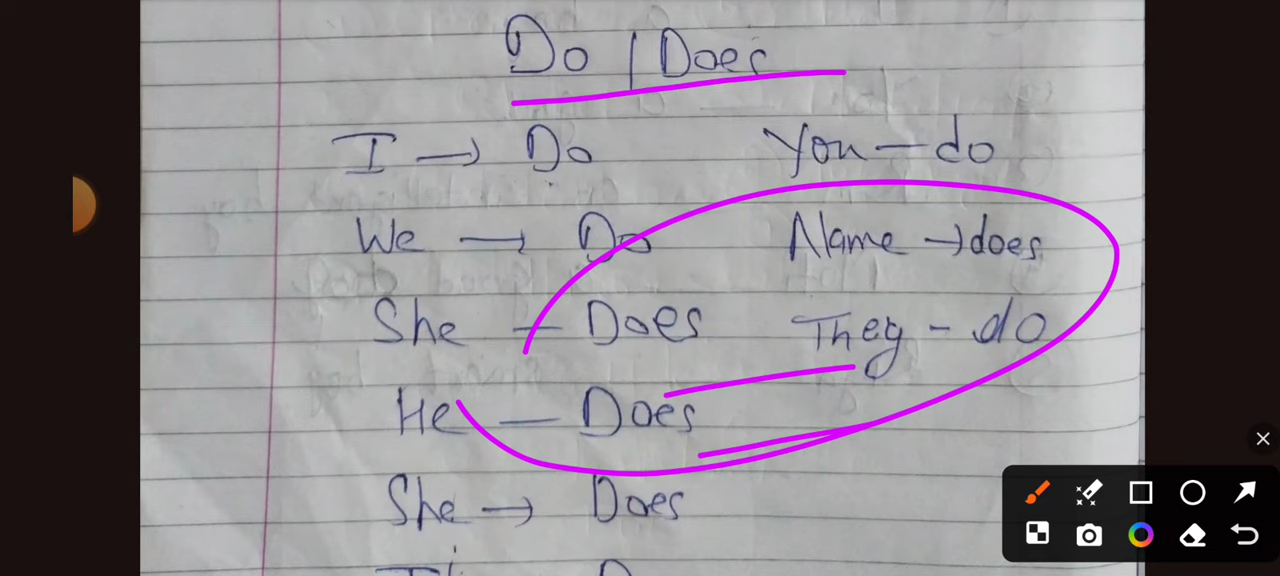 Do | Does
I → Do You – do
We → Do Name → does
She – Does They – do
He – Does
She → Does